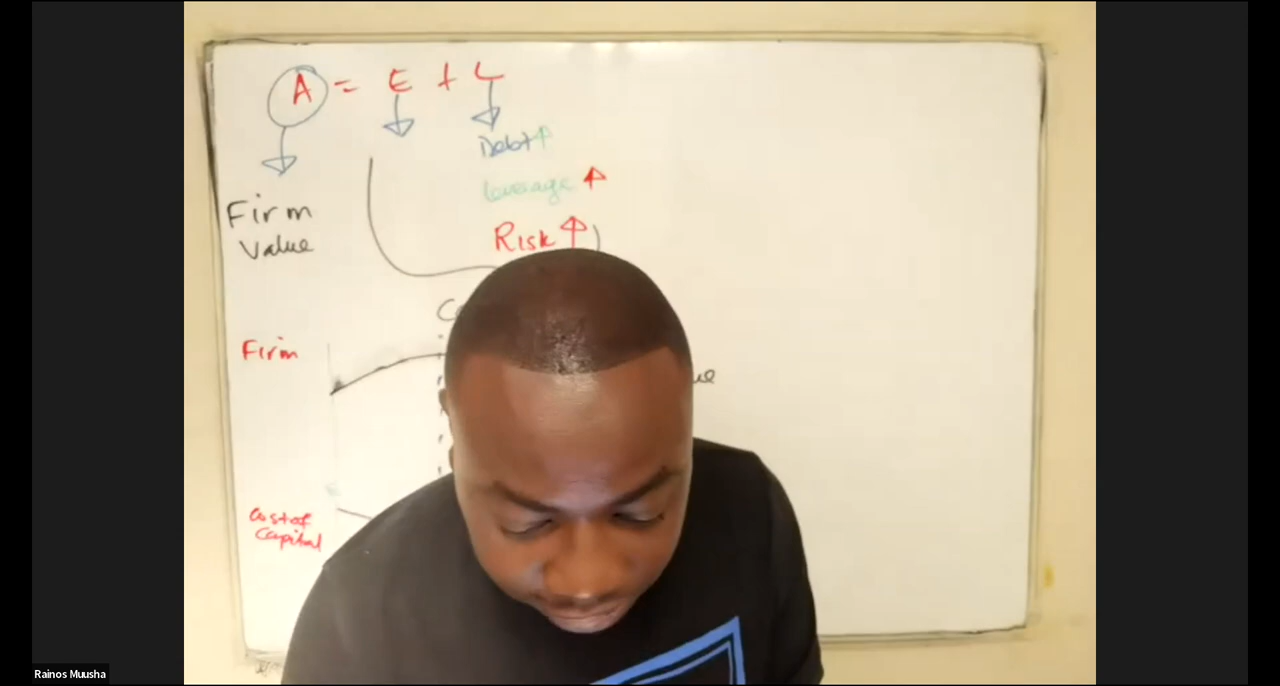 A = E + L
Debt ↑
leverage ↑
Risk ↑
Firm
Value
Firm
Cost of
Capital
Rainos Muusha